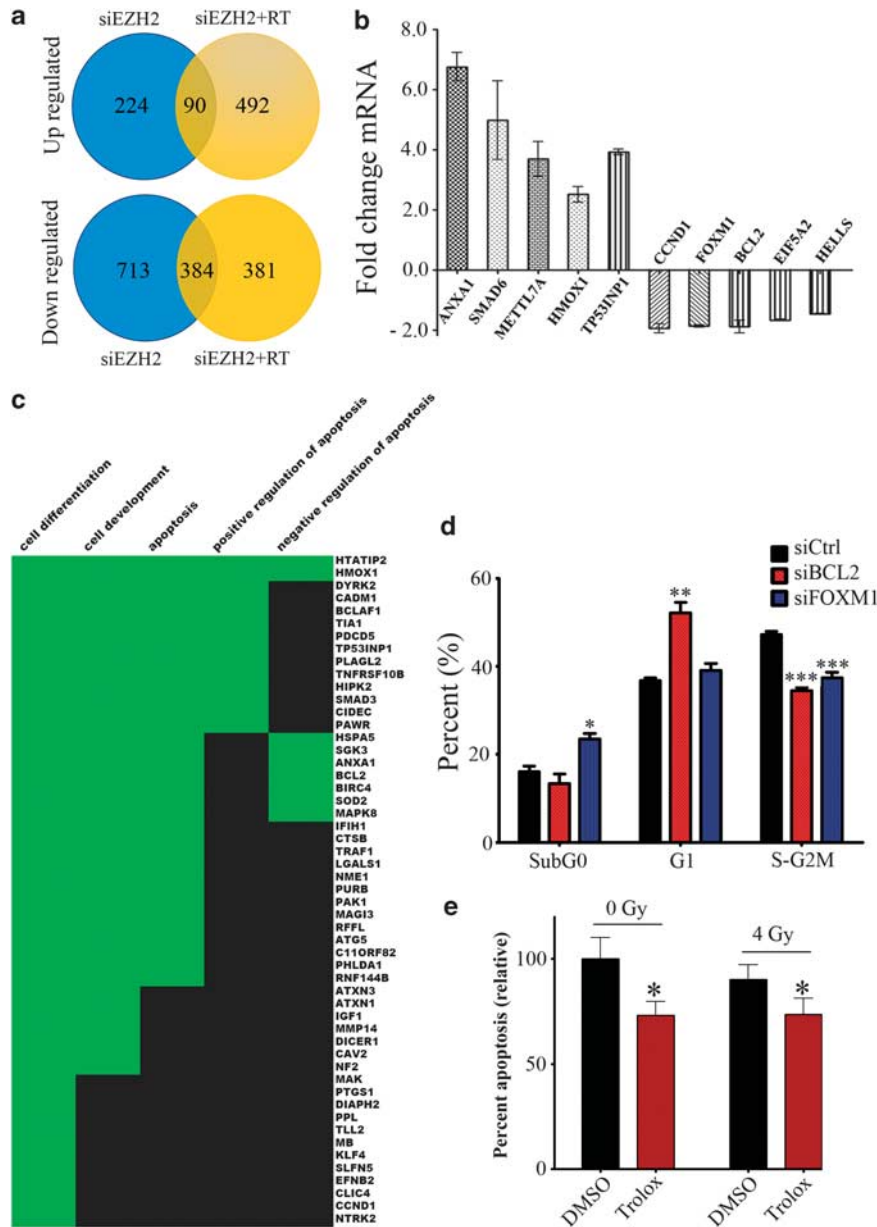 a
siEZH2 siEZH2+RT
Up regulated
224 90 492
Down regulated
713 384 381
siEZH2 siEZH2+RT
b
Fold change mRNA
8.0
6.0
4.0
2.0
0.0
- 2.0
ANXA1
SMAD6
METTL7A
HMOX1
TP53INP1
CCND1
FOXM1
BCL2
EIF5A2
HELLS
c
cell differentiation
cell development
apoptosis
positive regulation of apoptosis
negative regulation of apoptosis
HTATIP2
HMOX1
DYRK2
CADM1
BCLAF1
TIA1
PDCD5
TP53INP1
PLAGL2
TNFRSF10B
HIPK2
SMAD3
CIDEC
PAWR
HSPA5
SGK3
ANXA1
BCL2
BIRC4
SOD2
MAPK8
IFIH1
CTSB
TRAF1
LGALS1
NME1
PURB
PAK1
MAGI3
RFFL
ATG5
C11ORF82
PHLDA1
RNF144B
ATXN3
ATXN1
IGF1
MMP14
DICER1
CAV2
NF2
MAK
PTGS1
DIAPH2
PPL
TLL2
MB
KLF4
SLFN5
EFNB2
CLIC4
CCND1
NTRK2
d
siCtrl
siBCL2
siFOXM1
Percent (%)
60
40
20
0
*
**
***
***
SubG0 G1 S-G2M
e
Percent apoptosis (relative)
100
50
0
0 Gy
4 Gy
*
*
DMSO
Trolox
DMSO
Trolox